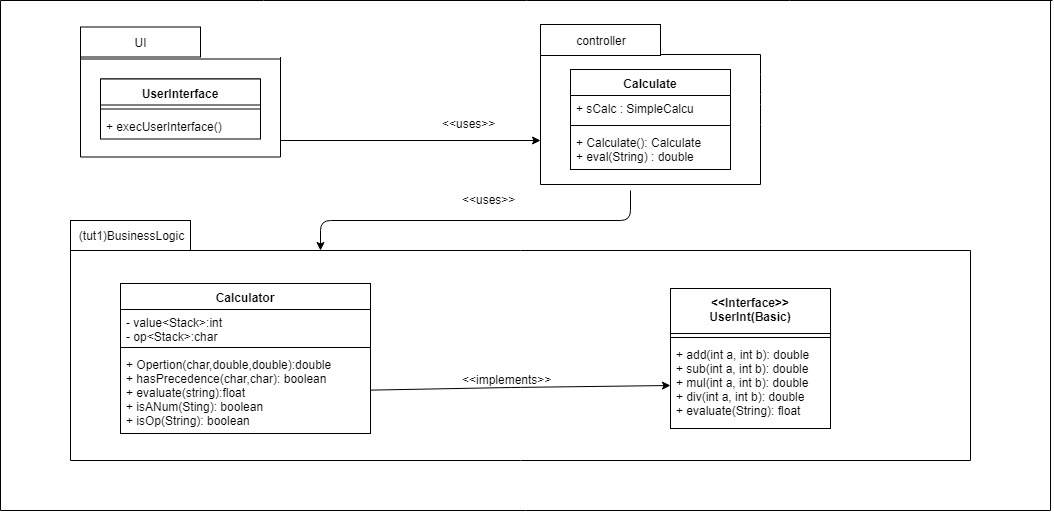 UI
UserInterface
+ execUserInterface()
<<uses>>
controller
Calculate
+ sCalc : SimpleCalcu
+ Calculate(): Calculate
+ eval(String) : double
<<uses>>
(tut1)BusinessLogic
Calculator
- value<Stack>:int
- op<Stack>:char
+ Opertion(char,double,double):double
+ hasPrecedence(char,char): boolean
+ evaluate(string):float
+ isANum(Sting): boolean
+ isOp(String): boolean
<<implements>>
<<Interface>>
UserInt(Basic)
+ add(int a, int b): double
+ sub(int a, int b): double
+ mul(int a, int b): double
+ div(int a, int b): double
+ evaluate(String): float